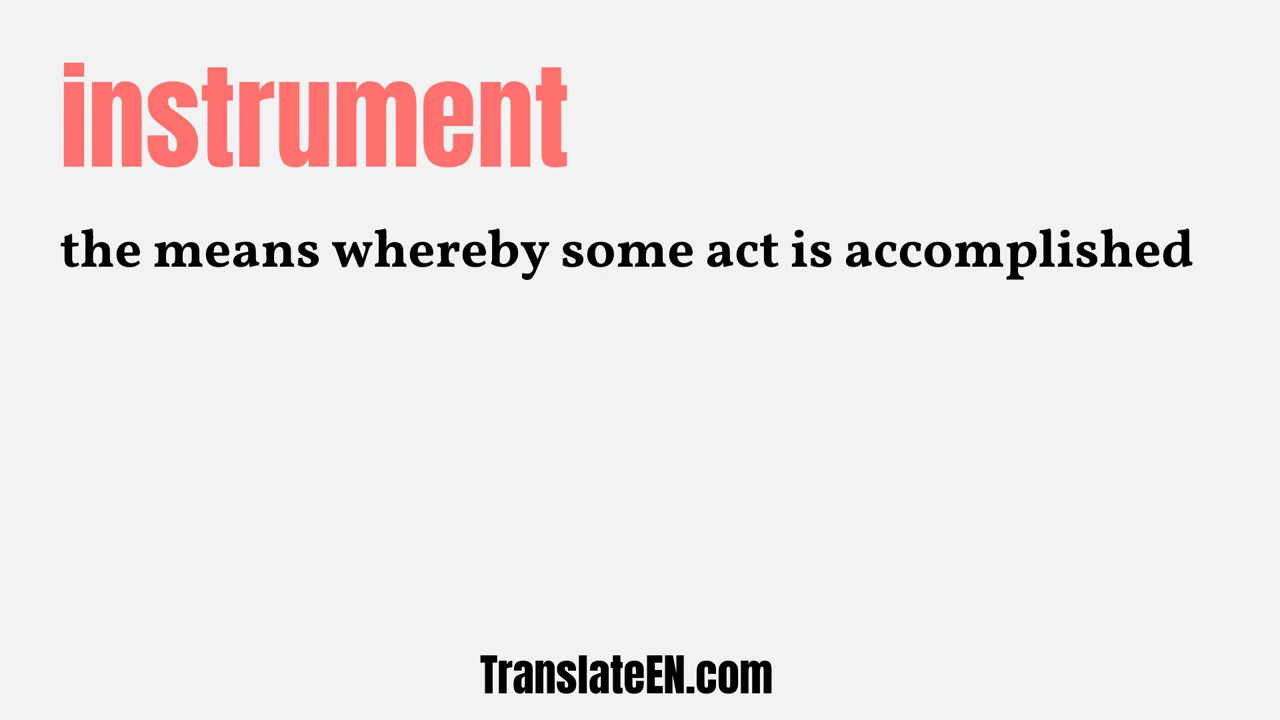 instrument
the means whereby some act is accomplished
TranslateEN.com